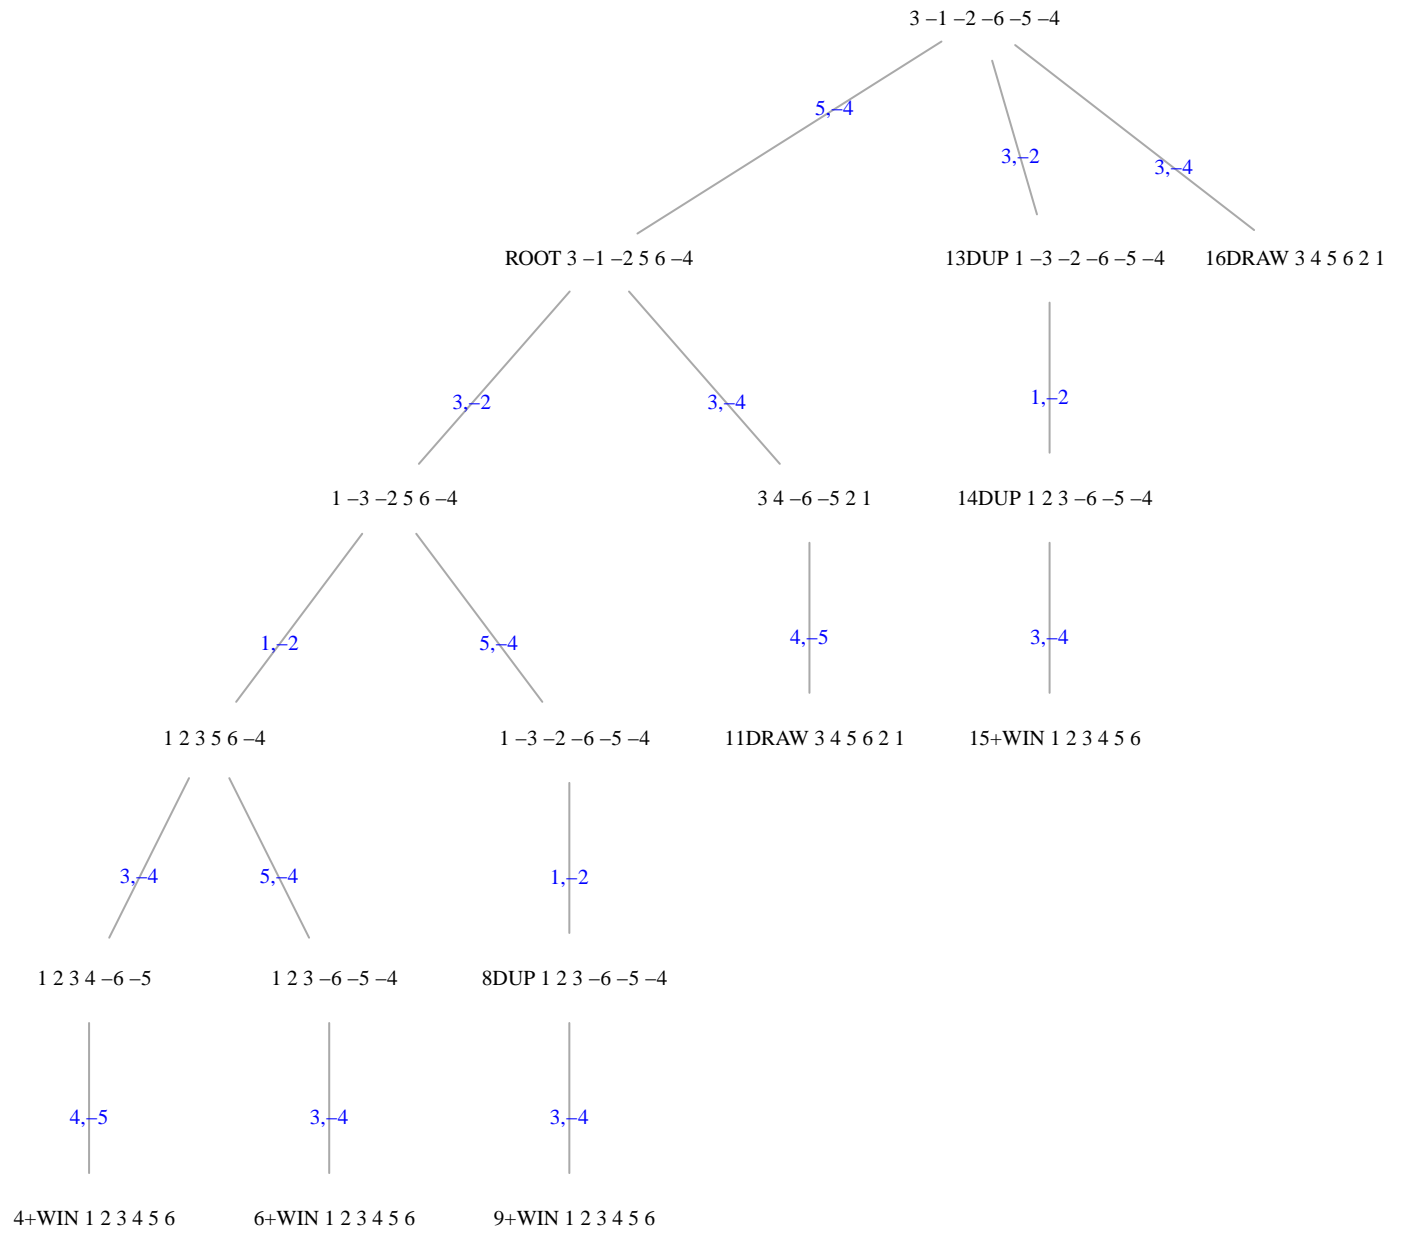 3 –1 –2 –6 –5 –4
5,–4
3,–2
3,–4
ROOT 3 –1 –2 5 6 –4
13DUP 1 –3 –2 –6 –5 –4
16DRAW 3 4 5 6 2 1
3,–2
3,–4
1,–2
1 –3 –2 5 6 –4
3 4 –6 –5 2 1
14DUP 1 2 3 –6 –5 –4
1,–2
5,–4
4,–5
3,–4
1 2 3 5 6 –4
1 –3 –2 –6 –5 –4
11DRAW 3 4 5 6 2 1
15+WIN 1 2 3 4 5 6
3,–4
5,–4
1,–2
1 2 3 4 –6 –5
1 2 3 –6 –5 –4
8DUP 1 2 3 –6 –5 –4
4,–5
3,–4
3,–4
4+WIN 1 2 3 4 5 6
6+WIN 1 2 3 4 5 6
9+WIN 1 2 3 4 5 6